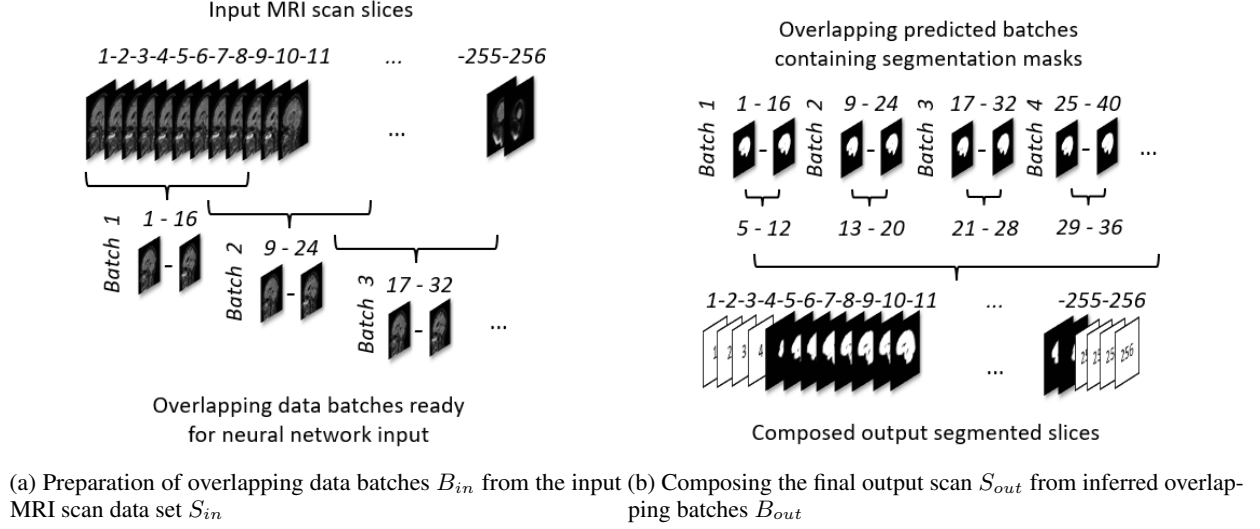 Input MRI scan slices
1-2-3-4-5-6-7-8-9-10-11 ... -255-256
...
Batch 1
1 - 16
-
Batch 2
9 - 24
-
Batch 3
17 - 32
-
...
Overlapping data batches ready
for neural network input
(a) Preparation of overlapping data batches B_in from the input
MRI scan data set S_in
Overlapping predicted batches
containing segmentation masks
Batch 1
1 - 16
-
Batch 2
9 - 24
-
Batch 3
17 - 32
-
Batch 4
25 - 40
-
...
5 - 12
13 - 20
21 - 28
29 - 36
1-2-3-4-5-6-7-8-9-10-11 ... -255-256
1 2 3 4 ... 256
Composed output segmented slices
(b) Composing the final output scan S_out from inferred overlap-
ping batches B_out